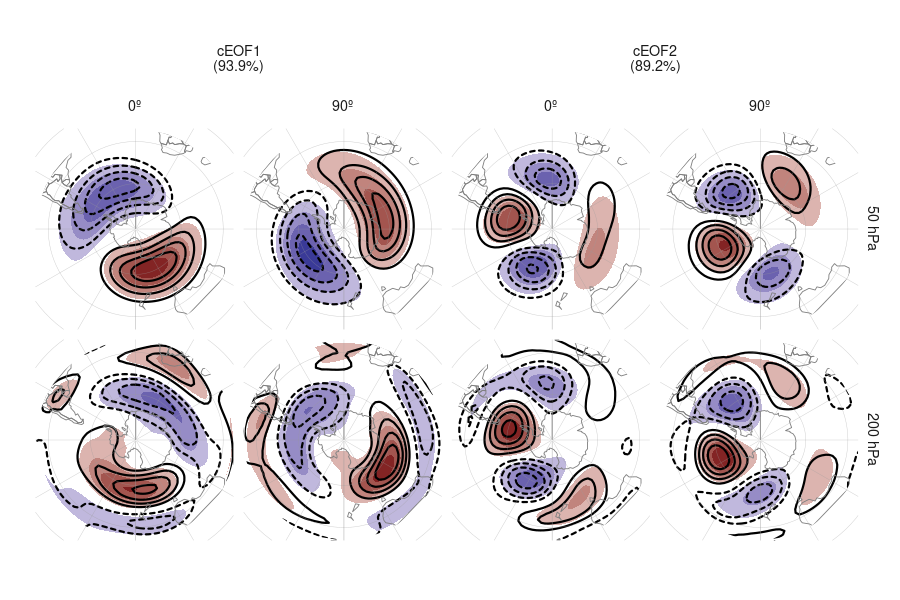 cEOF1
(93.9%)
cEOF2
(89.2%)
0º
90º
0º
90º
50 hPa
200 hPa